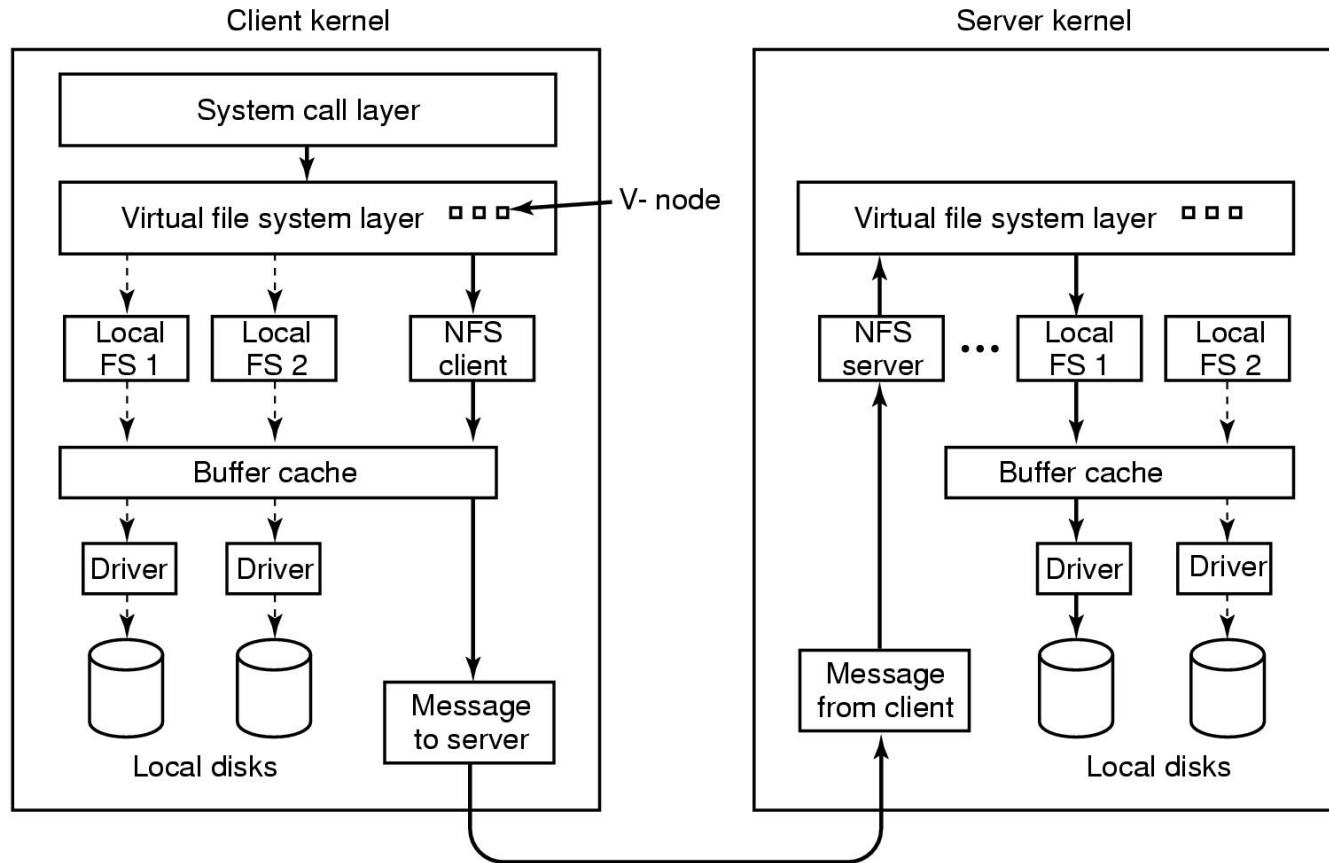 Client kernel
System call layer
Virtual file system layer
V- node
Local
FS 1
Local
FS 2
NFS
client
Buffer cache
Driver
Driver
Message
to server
Local disks
Server kernel
Virtual file system layer
NFS
server
Local
FS 1
Local
FS 2
Buffer cache
Driver
Driver
Message
from client
Local disks